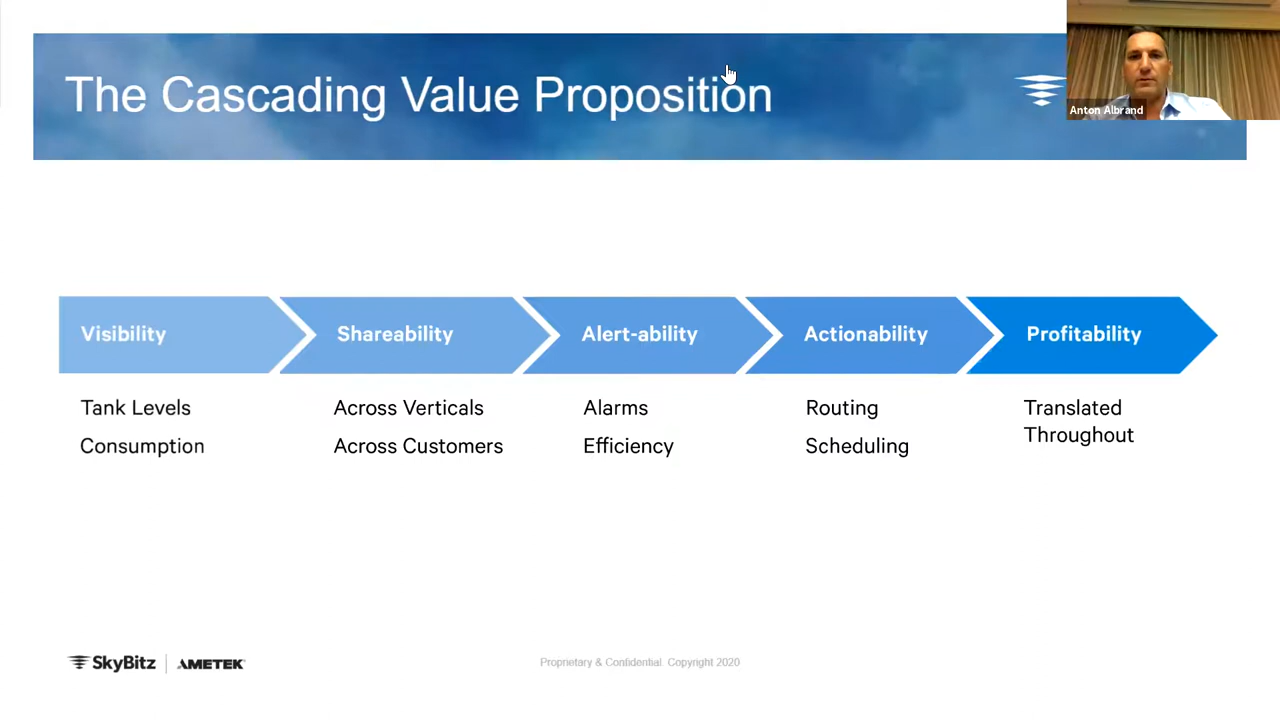 The Cascading Value Proposition
Anton Albrand
Visibility
Shareability
Alert-ability
Actionability
Profitability
Tank Levels
Consumption
Across Verticals
Across Customers
Alarms
Efficiency
Routing
Scheduling
Translated
Throughout
SkyBitz
AMETEK
Proprietary & Confidential Copyright 2020